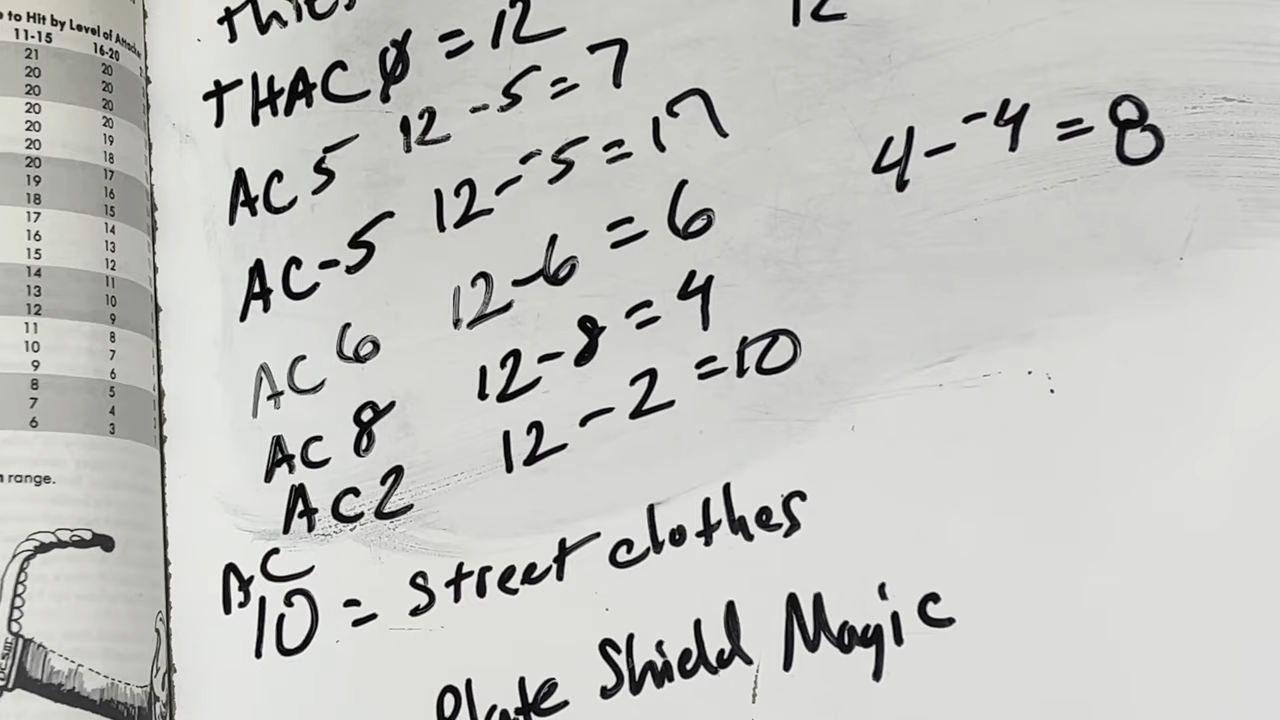 to Hit by Level of
11-15 16-20
21 20
20 20
20 20
20 20
20 19
20 18
20 17
19 16
18 15
17 14
16 13
15 12
14 11
13 10
12 9
11 8
10 7
9 6
8 5
7 4
6 3
range.
12
THAC0 = 12
AC 5 12 - 5 = 7
AC -5 12 - -5 = 17
AC 6 12 - 6 = 6
AC 8 12 - 8 = 4
AC 2 12 - 2 = 10
AC 10 = street clothes
Plate Shield Magic
4 - -4 = 8